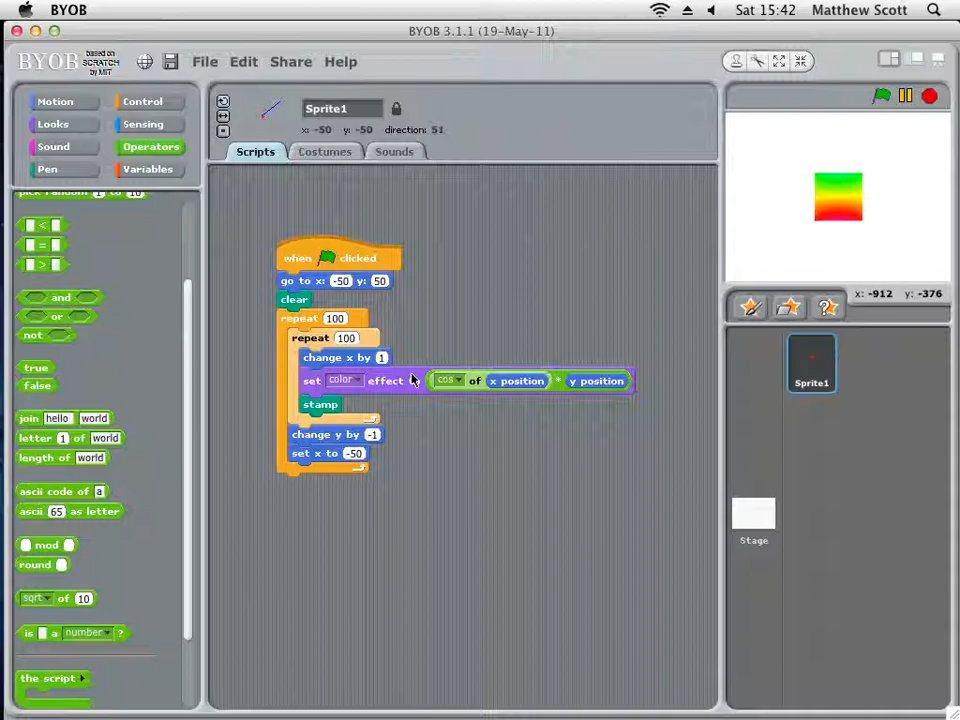 BYOB
Sat 15:42 Matthew Scott
BYOB 3.1.1 (19-May-11)
BYOB based on SCRATCH by MIT
File Edit Share Help
Motion Control
Looks Sensing
Sound Operators
Pen Variables
Sprite1
x: -50 y: -50 direction: 51
Scripts Costumes Sounds
pick random 1 to 10
<
=
>
and
or
not
true
false
join hello world
letter 1 of world
length of world
ascii code of a
ascii 65 as letter
mod
round
sqrt of 10
is a number ?
the script
when clicked
go to x: -50 y: 50
clear
repeat 100
repeat 100
change x by 1
set color effect cos of x position * y position
stamp
change y by -1
set x to -50
x: -912 y: -376
Sprite1
Stage